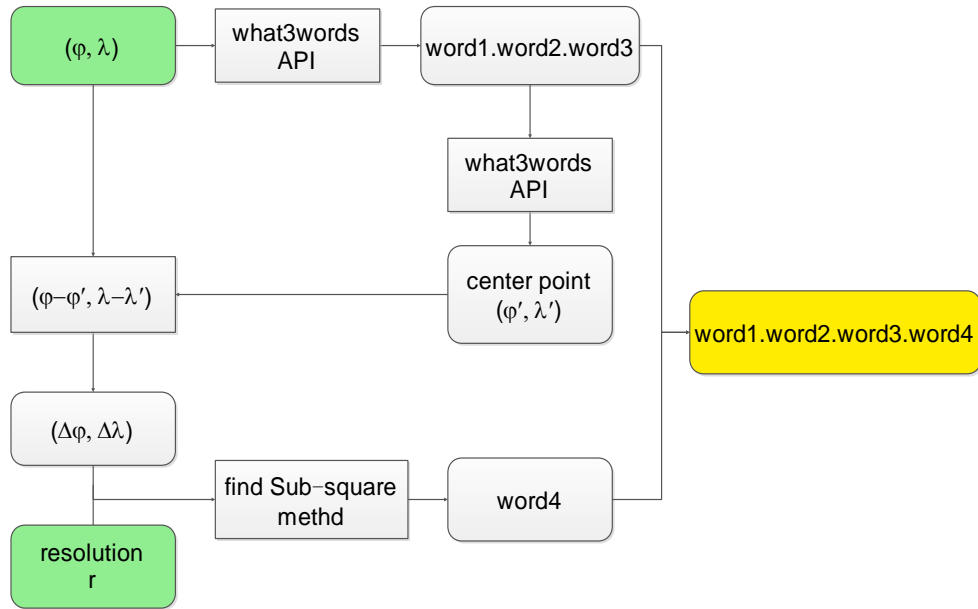 (φ, λ)
what3words
API
word1.word2.word3
what3words
API
(φ−φ′, λ−λ′)
center point
(φ′, λ′)
word1.word2.word3.word4
(Δφ, Δλ)
find Sub−square
methd
word4
resolution
r